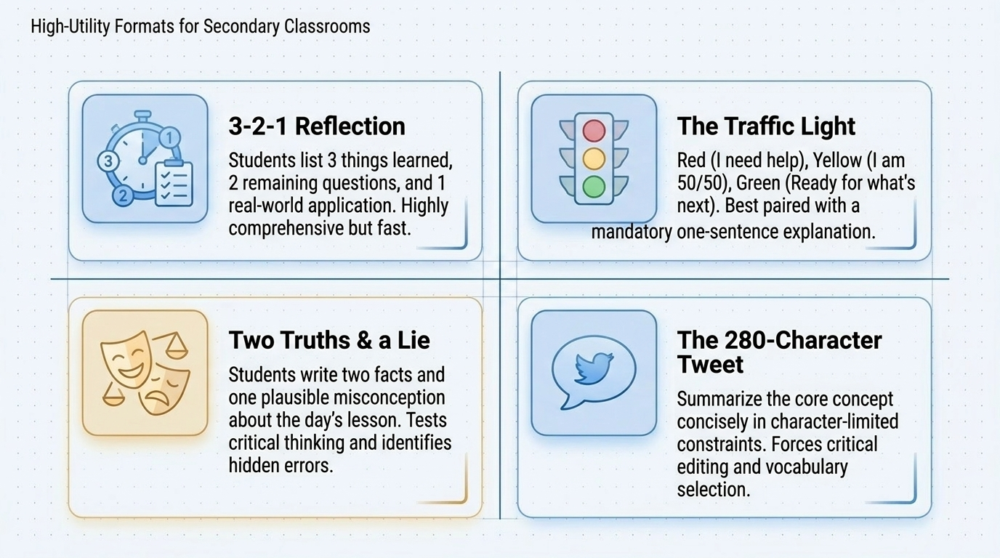 High-Utility Formats for Secondary Classrooms
3-2-1 Reflection
Students list 3 things learned,
2 remaining questions, and 1
real-world application. Highly
comprehensive but fast.
1
3
2
The Traffic Light
Red (I need help), Yellow (I am
50/50), Green (Ready for what's
next). Best paired with a
mandatory one-sentence explanation.
Two Truths & a Lie
Students write two facts and
one plausible misconception
about the day's lesson. Tests
critical thinking and identifies
hidden errors.
The 280-Character
Tweet
Summarize the core concept
concisely in character-limited
constraints. Forces critical
editing and vocabulary
selection.